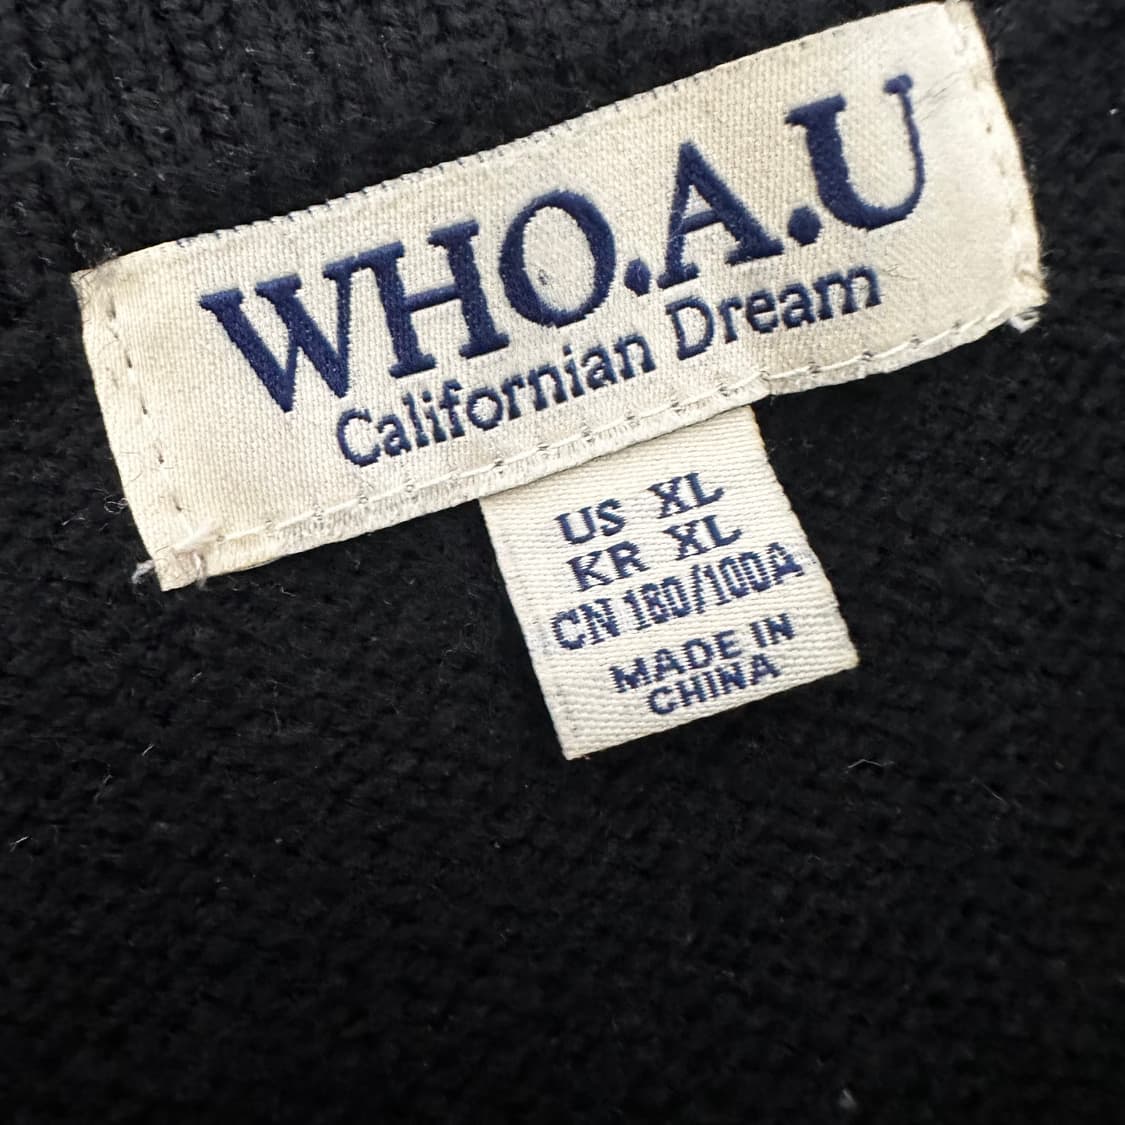 WHO.A.U
Californian Dream
US XL
KR XL
CN 180/100A
MADE IN
CHINA